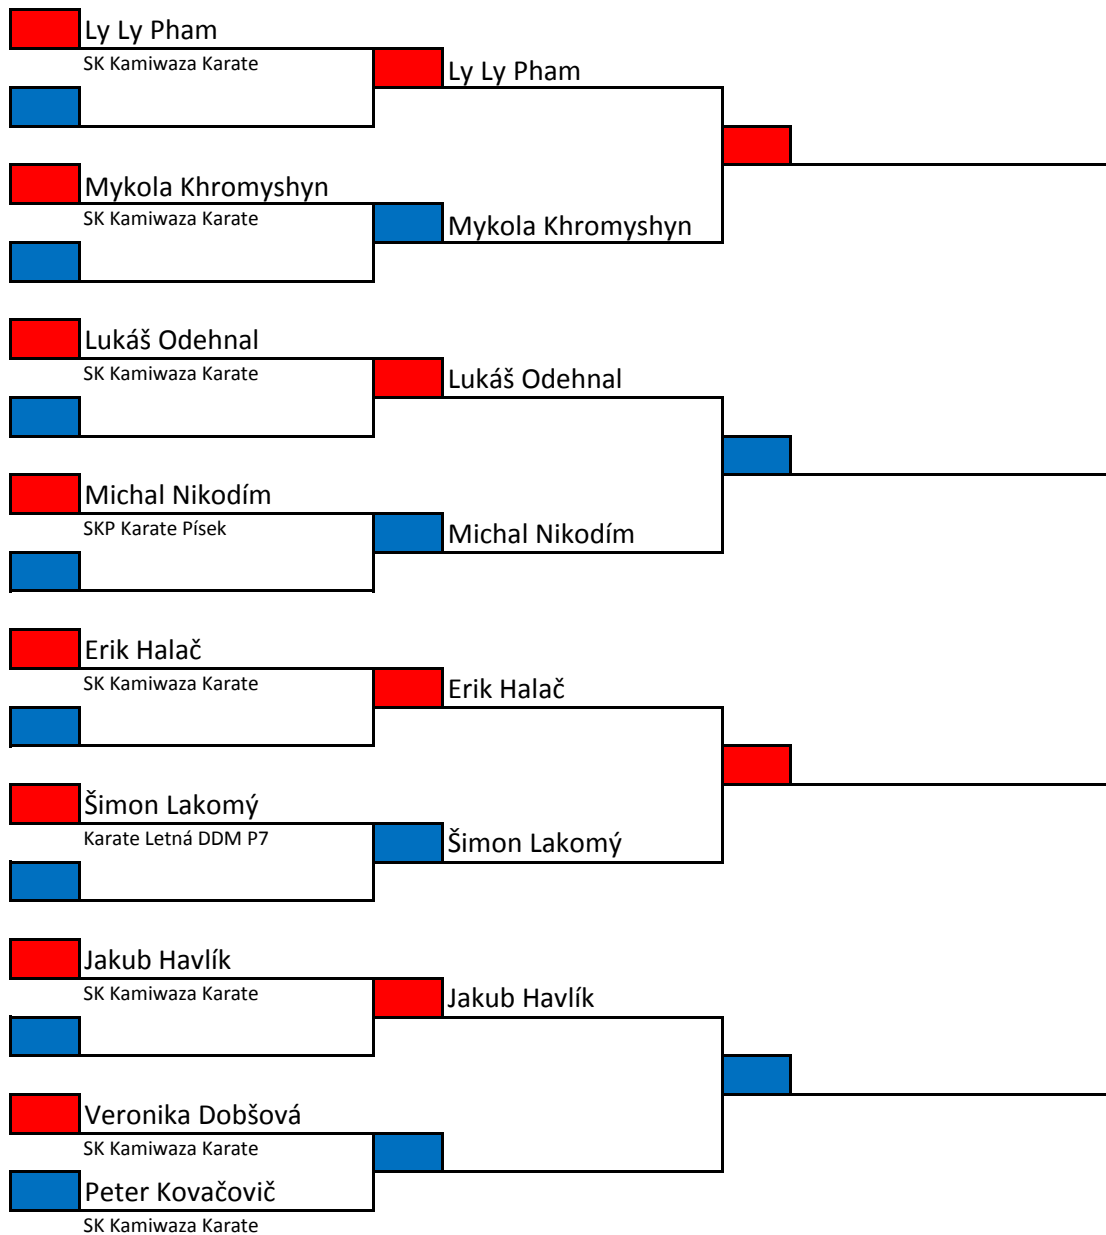 Ly Ly Pham
SK Kamiwaza Karate
Ly Ly Pham
Mykola Khromyshyn
SK Kamiwaza Karate
Mykola Khromyshyn
Lukáš Odehnal
SK Kamiwaza Karate
Lukáš Odehnal
Michal Nikodím
SKP Karate Písek
Michal Nikodím
Erik Halač
SK Kamiwaza Karate
Erik Halač
Šimon Lakomý
Karate Letná DDM P7
Šimon Lakomý
Jakub Havlík
SK Kamiwaza Karate
Jakub Havlík
Veronika Dobšová
SK Kamiwaza Karate
Peter Kovačovič
SK Kamiwaza Karate